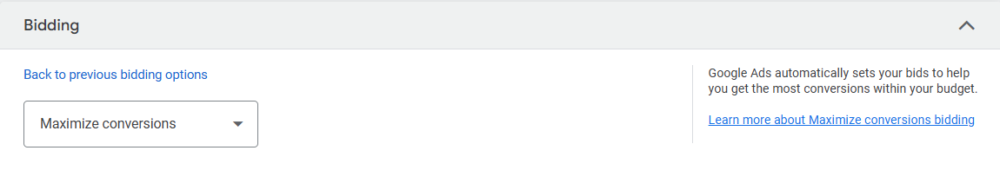 Bidding
Back to previous bidding options
Maximize conversions
Google Ads automatically sets your bids to help
you get the most conversions within your budget.
Learn more about Maximize conversions bidding